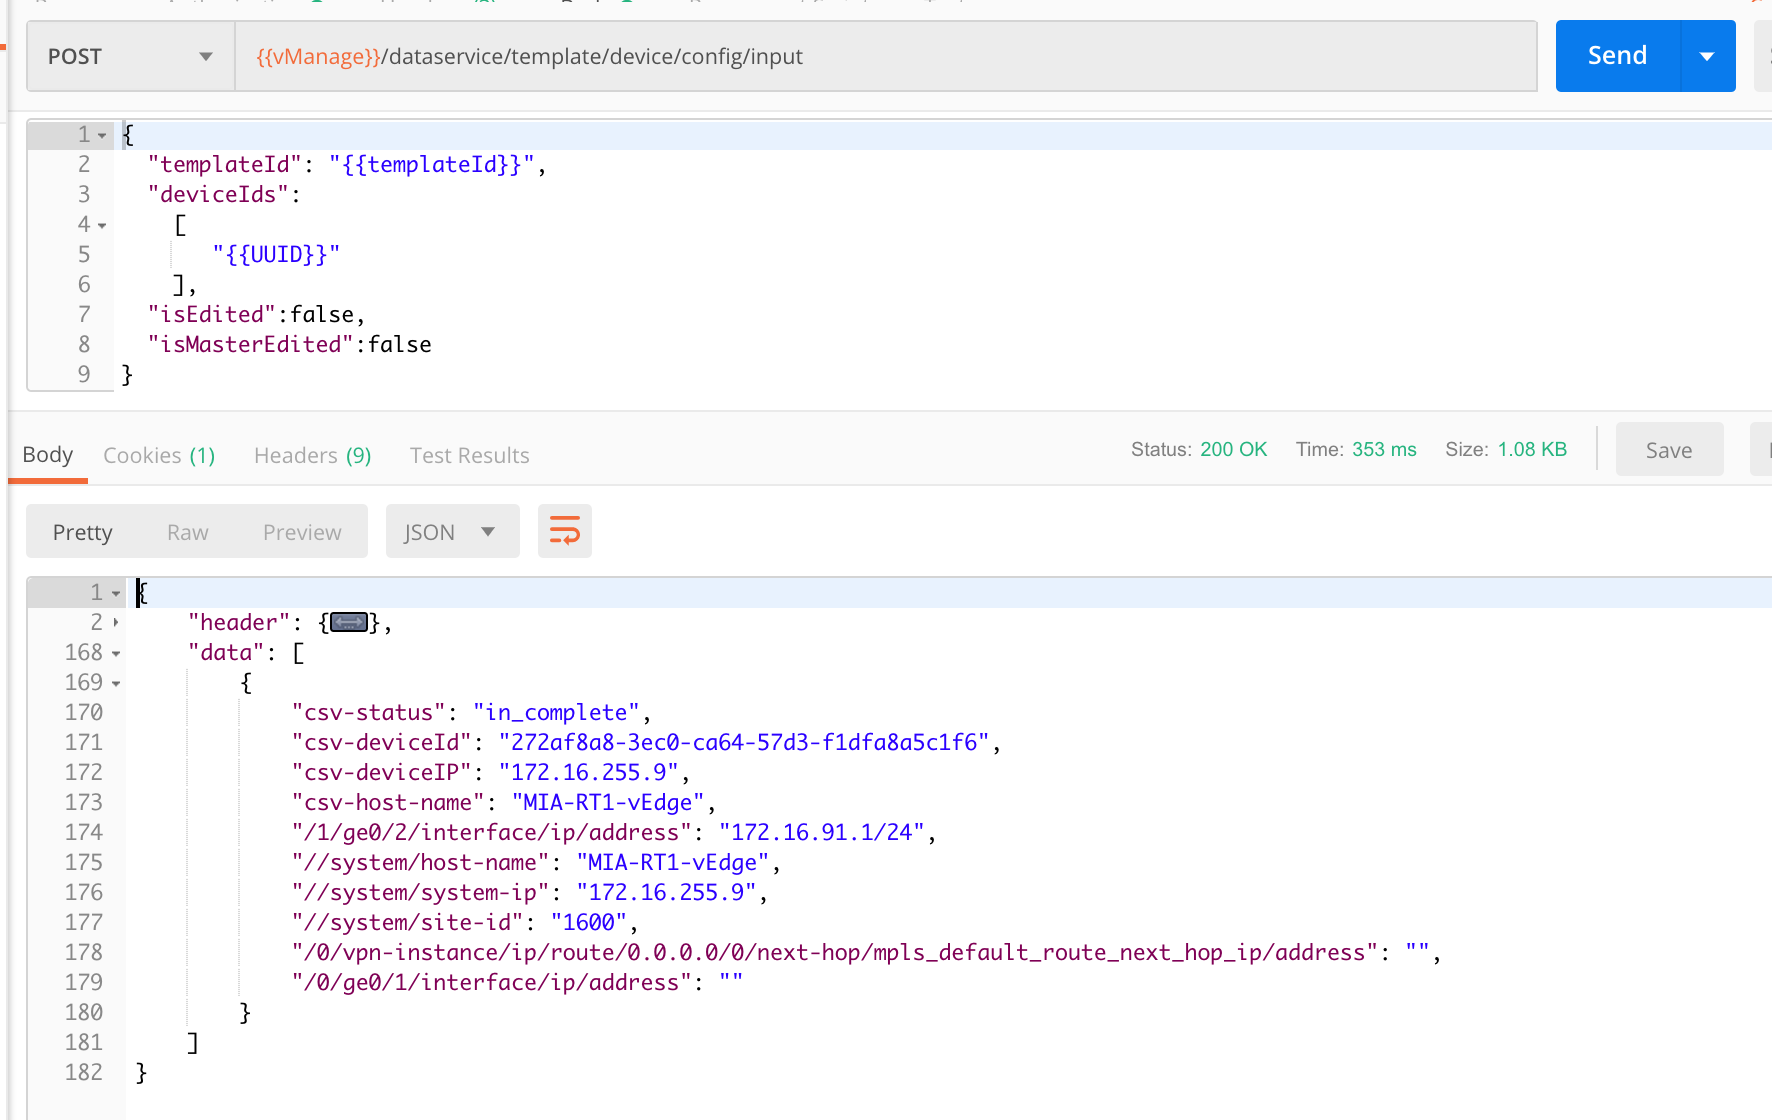 POST {{vManage}}/dataservice/template/device/config/input Send
1 {
2 "templateId": "{{templateId}}",
3 "deviceIds":
4 [
5 "{{UUID}}"
6 ],
7 "isEdited":false,
8 "isMasterEdited":false
9 }
Body Cookies (1) Headers (9) Test Results Status: 200 OK Time: 353 ms Size: 1.08 KB Save
Pretty Raw Preview JSON
1 {
2 "header": {↔},
168 "data": [
169 {
170 "csv-status": "in_complete",
171 "csv-deviceId": "272af8a8-3ec0-ca64-57d3-f1dfa8a5c1f6",
172 "csv-deviceIP": "172.16.255.9",
173 "csv-host-name": "MIA-RT1-vEdge",
174 "/1/ge0/2/interface/ip/address": "172.16.91.1/24",
175 "//system/host-name": "MIA-RT1-vEdge",
176 "//system/system-ip": "172.16.255.9",
177 "//system/site-id": "1600",
178 "/0/vpn-instance/ip/route/0.0.0.0/0/next-hop/mpls_default_route_next_hop_ip/address": "",
179 "/0/ge0/1/interface/ip/address": ""
180 }
181 ]
182 }